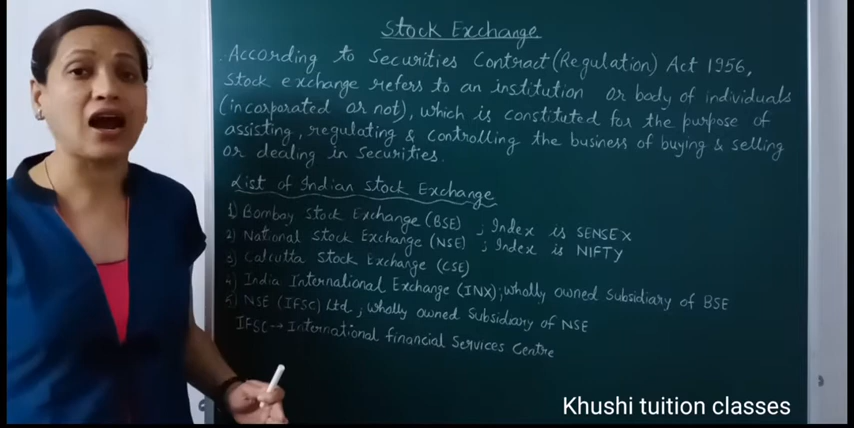 Stock Exchange
According to Securities Contract (Regulation) Act 1956,
Stock exchange refers to an institution or body of individuals
(incorporated or not), which is constituted for the purpose of
assisting, regulating & controlling the business of buying & selling
or dealing in securities.
List of Indian Stock Exchange
1) Bombay Stock Exchange (BSE) ; Index is SENSEX
2) National Stock Exchange (NSE) ; Index is NIFTY
3) Calcutta Stock Exchange (CSE)
4) India International Exchange (INX); wholly owned Subsidiary of BSE
5) NSE (IFSC) Ltd ; wholly owned Subsidiary of NSE
IFSC → International financial Services Centre
Khushi tuition classes